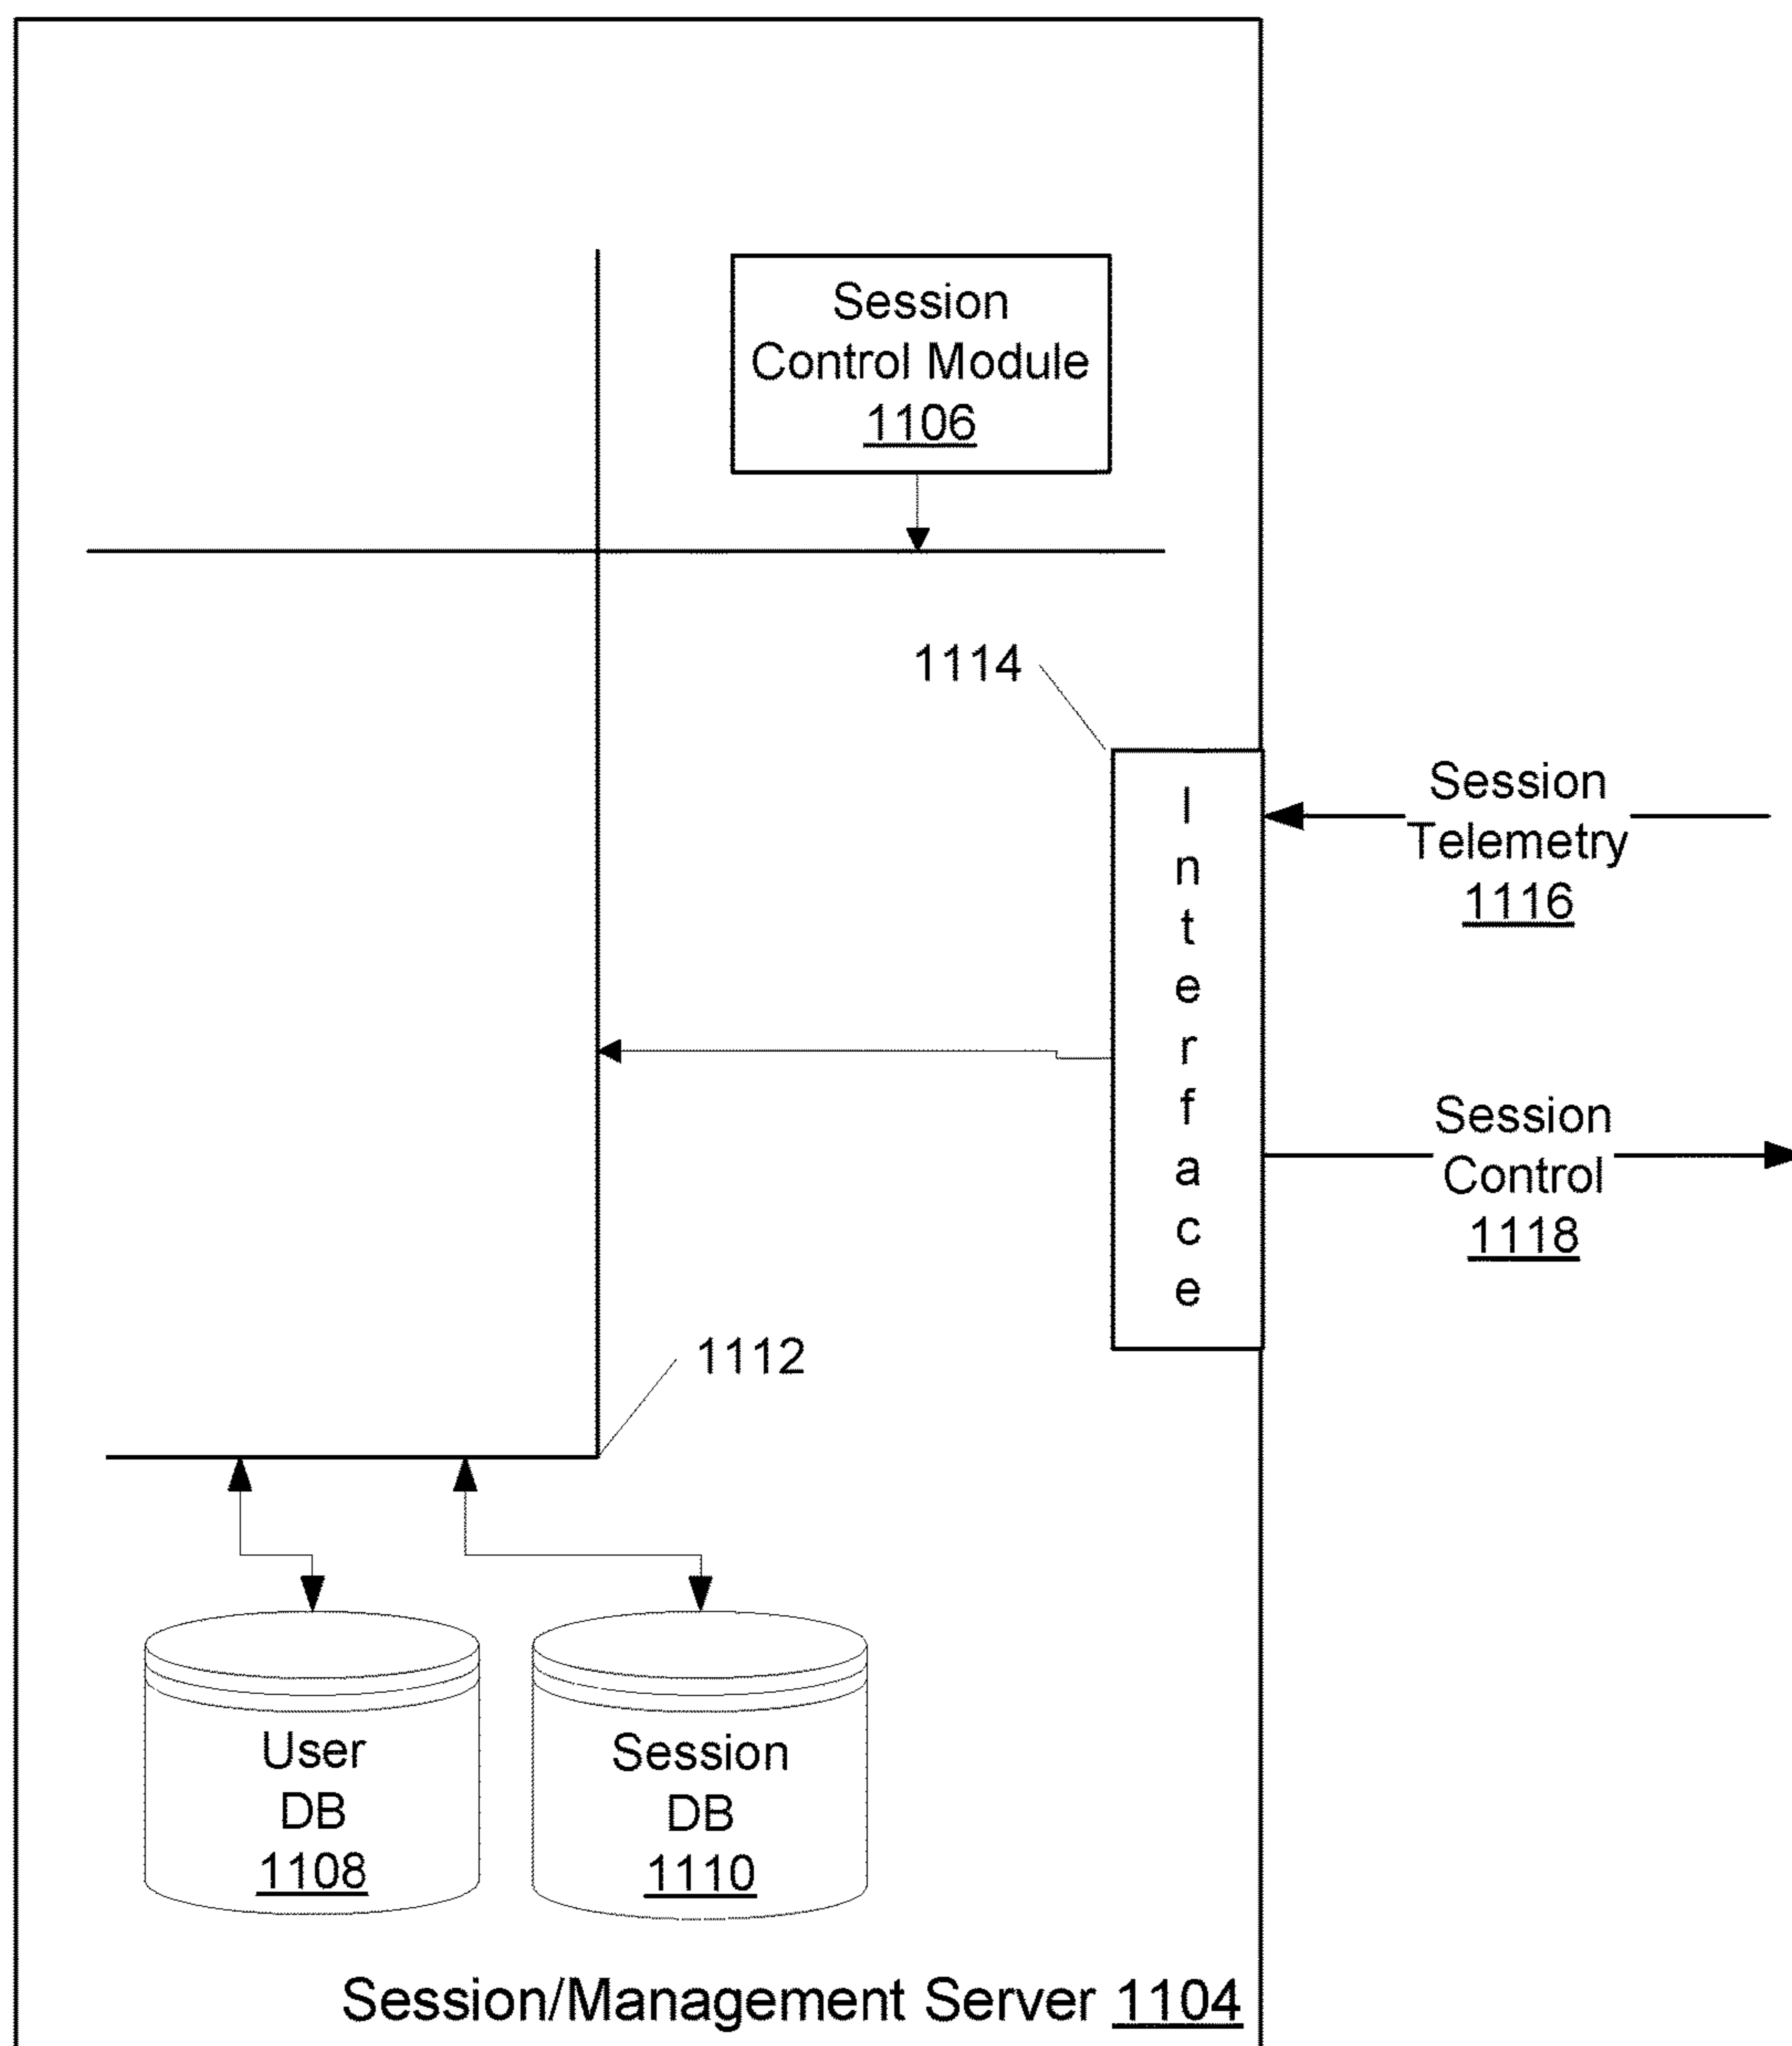 Session
Control Module
1106
1114
Interface
Session
Telemetry
1116
Session
Control
1118
1112
User
DB
1108
Session
DB
1110
Session/Management Server 1104